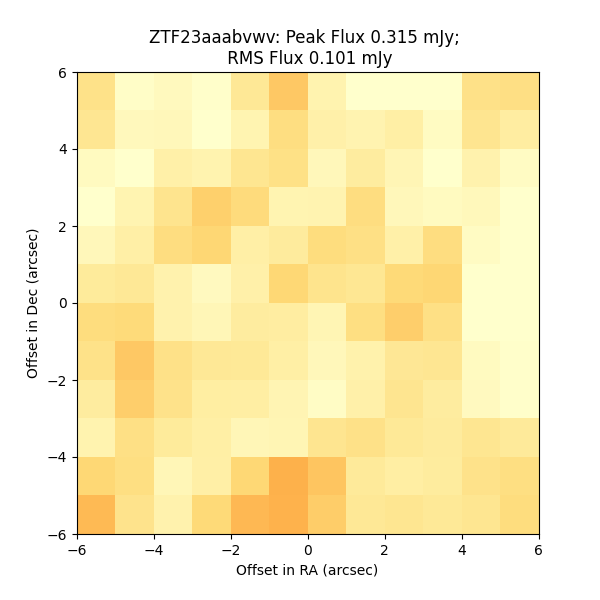 ZTF23aaabvwv: Peak Flux 0.315 mJy;
RMS Flux 0.101 mJy
6
4
2
0
−2
−4
−6
Offset in Dec (arcsec)
−6 −4 −2 0 2 4 6
Offset in RA (arcsec)